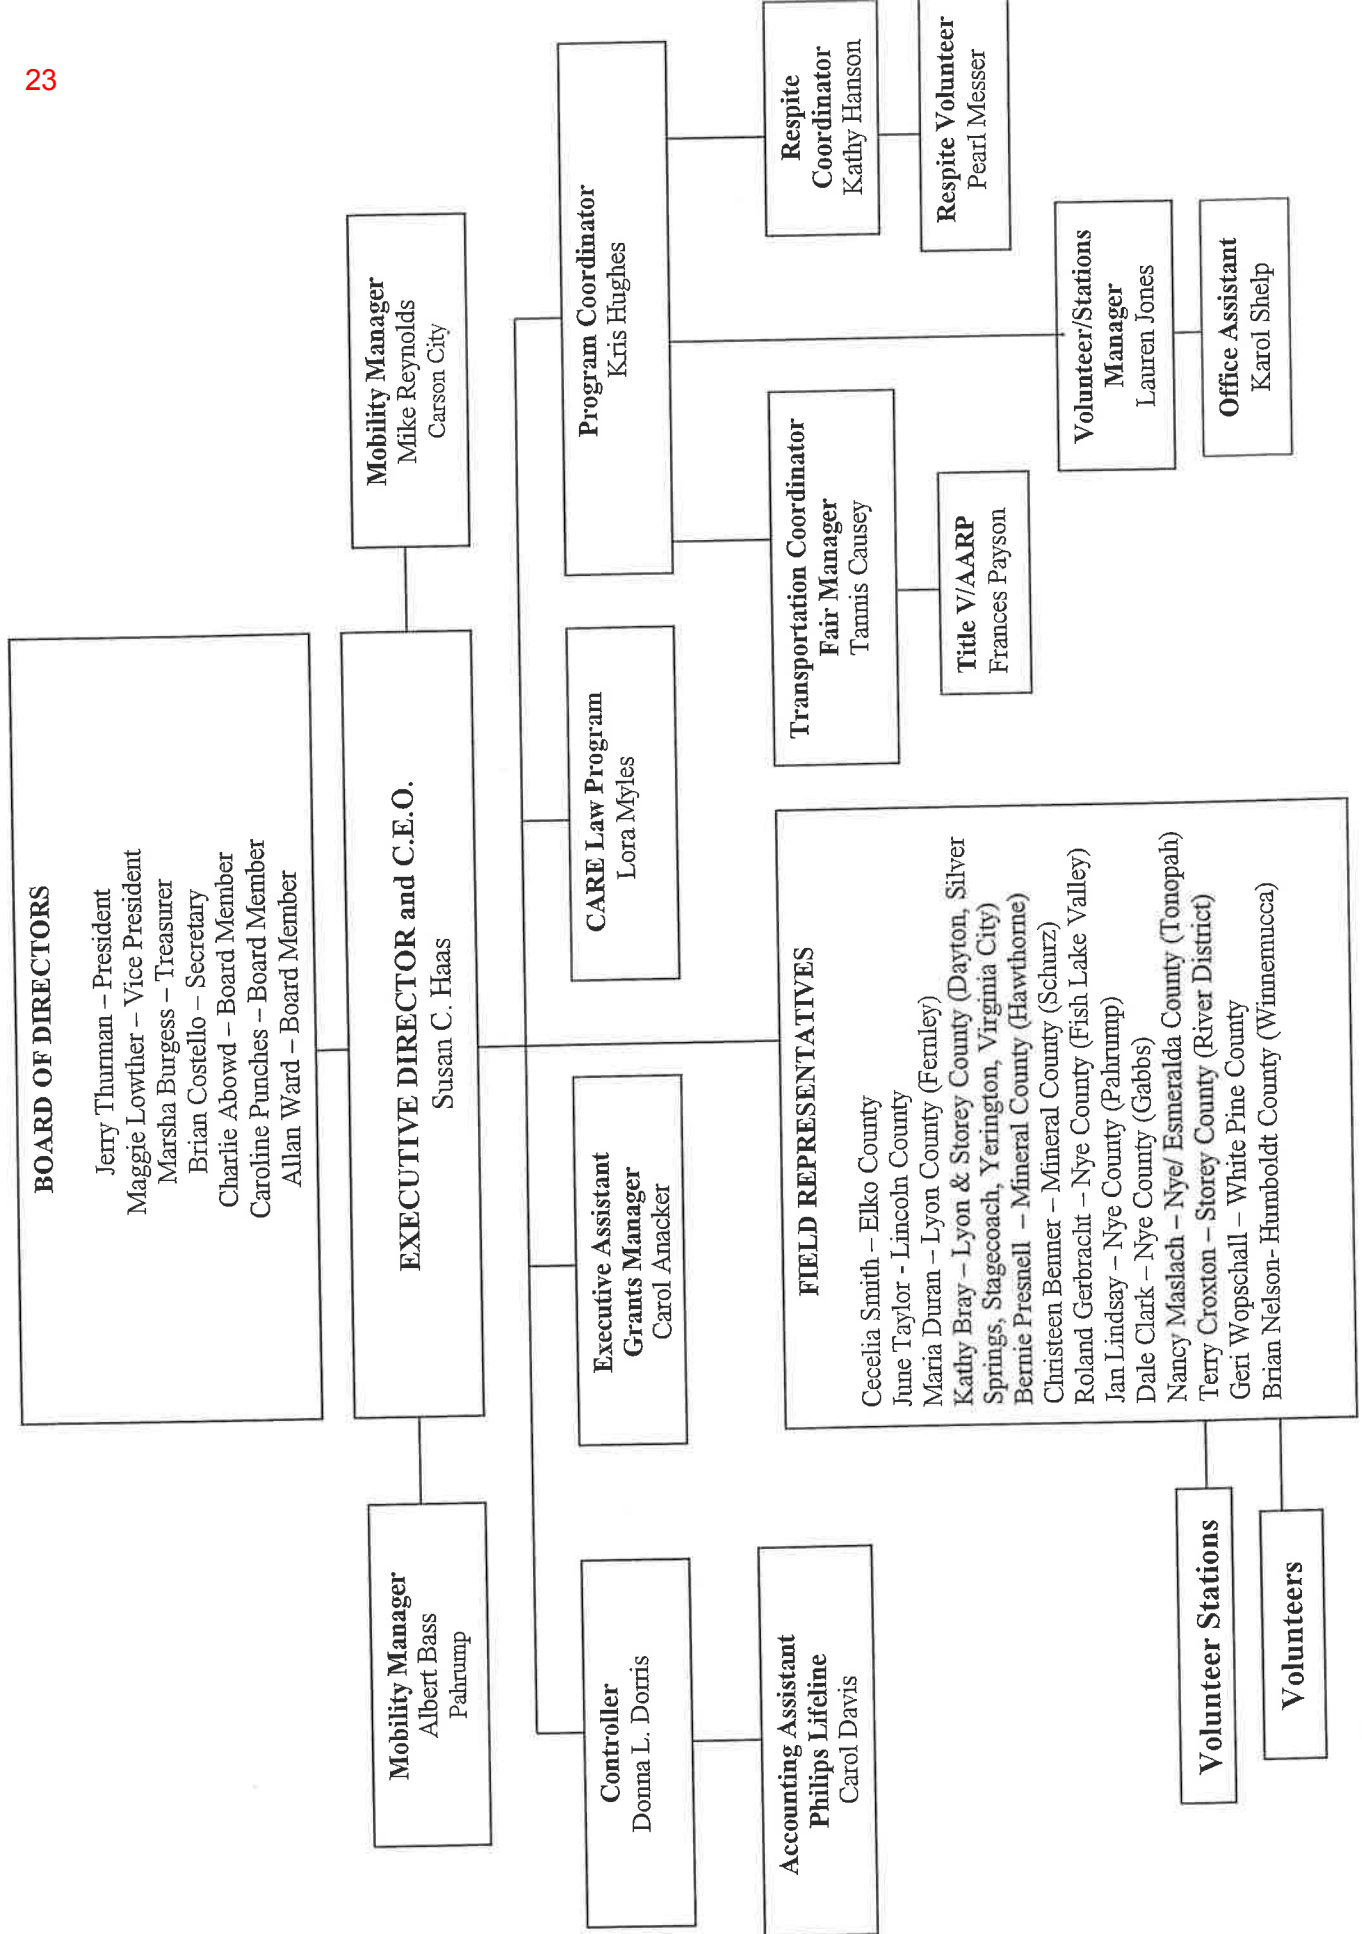 23
BOARD OF DIRECTORS
Jerry Thurman – President
Maggie Lowther – Vice President
Marsha Burgess – Treasurer
Brian Costello – Secretary
Charlie Abowd – Board Member
Caroline Punches – Board Member
Allan Ward – Board Member
Mobility Manager
Albert Bass
Pahrump
EXECUTIVE DIRECTOR and C.E.O.
Susan C. Haas
Mobility Manager
Mike Reynolds
Carson City
Controller
Donna L. Dorris
Executive Assistant
Grants Manager
Carol Anacker
CARE Law Program
Lora Myles
Program Coordinator
Kris Hughes
Accounting Assistant
Philips Lifeline
Carol Davis
FIELD REPRESENTATIVES
Cecelia Smith – Elko County
June Taylor - Lincoln County
Maria Duran – Lyon County (Fernley)
Kathy Bray – Lyon & Storey County (Dayton, Silver
Springs, Stagecoach, Yerington, Virginia City)
Bernie Presnell – Mineral County (Hawthorne)
Christeen Benner – Mineral County (Schurz)
Roland Gerbracht – Nye County (Fish Lake Valley)
Jan Lindsay – Nye County (Pahrump)
Dale Clark – Nye County (Gabbs)
Nancy Maslach – Nye/ Esmeralda County (Tonopah)
Terry Croxton – Storey County (River District)
Geri Wopschall – White Pine County
Brian Nelson- Humboldt County (Winnemucca)
Transportation Coordinator
Fair Manager
Tannis Causey
Title V/AARP
Frances Payson
Respite
Coordinator
Kathy Hanson
Respite Volunteer
Pearl Messer
Volunteer/Stations
Manager
Lauren Jones
Office Assistant
Karol Shelp
Volunteer Stations
Volunteers